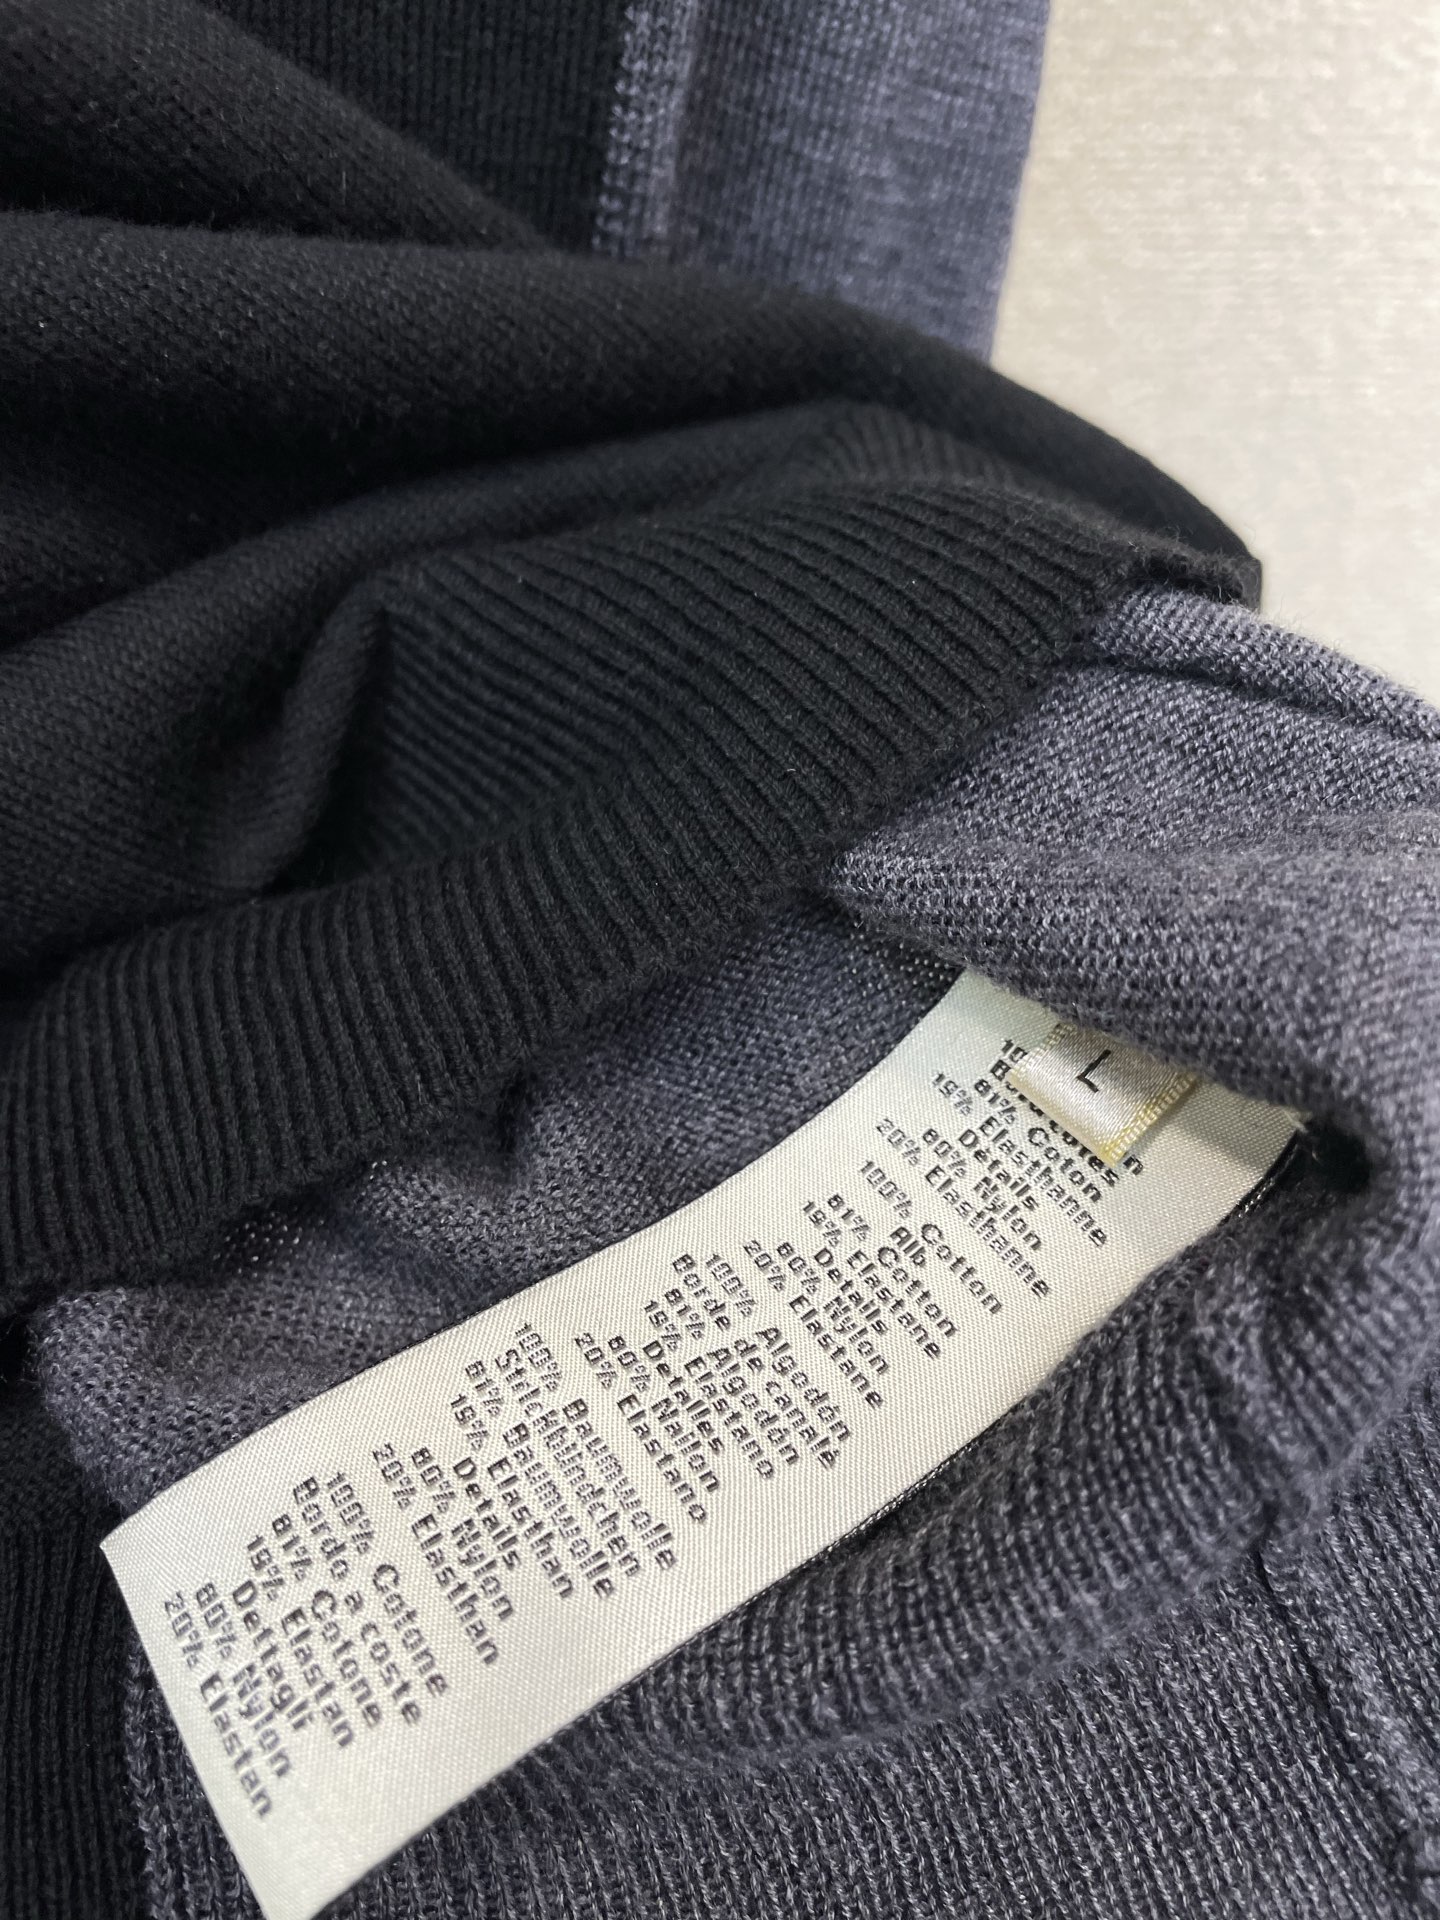 L
81% Coton
19% Elasthanne
Détails
80% Nylon
20% Elasthanne
100% Cotton
Rib
81% Cotton
19% Elastane
Details
80% Nylon
20% Elastane
100% Algodón
Borde de canalé
81% Algodón
19% Elastano
Detalles
80% Nailon
20% Elastano
100% Baumwolle
Strickbündchen
81% Baumwolle
19% Elasthan
Details
80% Nylon
20% Elasthan
100% Cotone
Bordo a coste
81% Cotone
19% Elastan
Dettagli
80% Nylon
20% Elastan